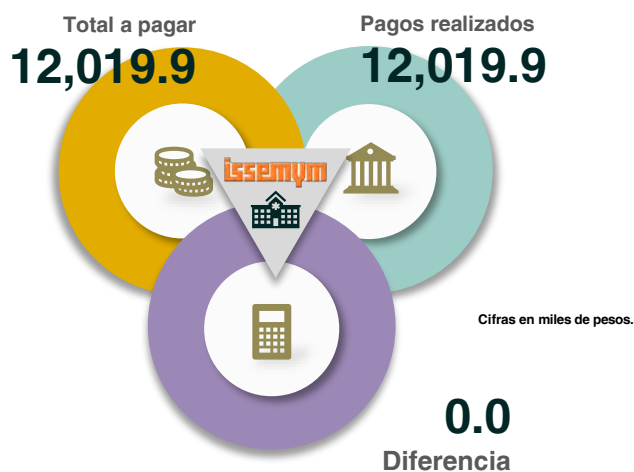 Total a pagar
12,019.9
Pagos realizados
12,019.9
issemym
Cifras en miles de pesos.
0.0
Diferencia